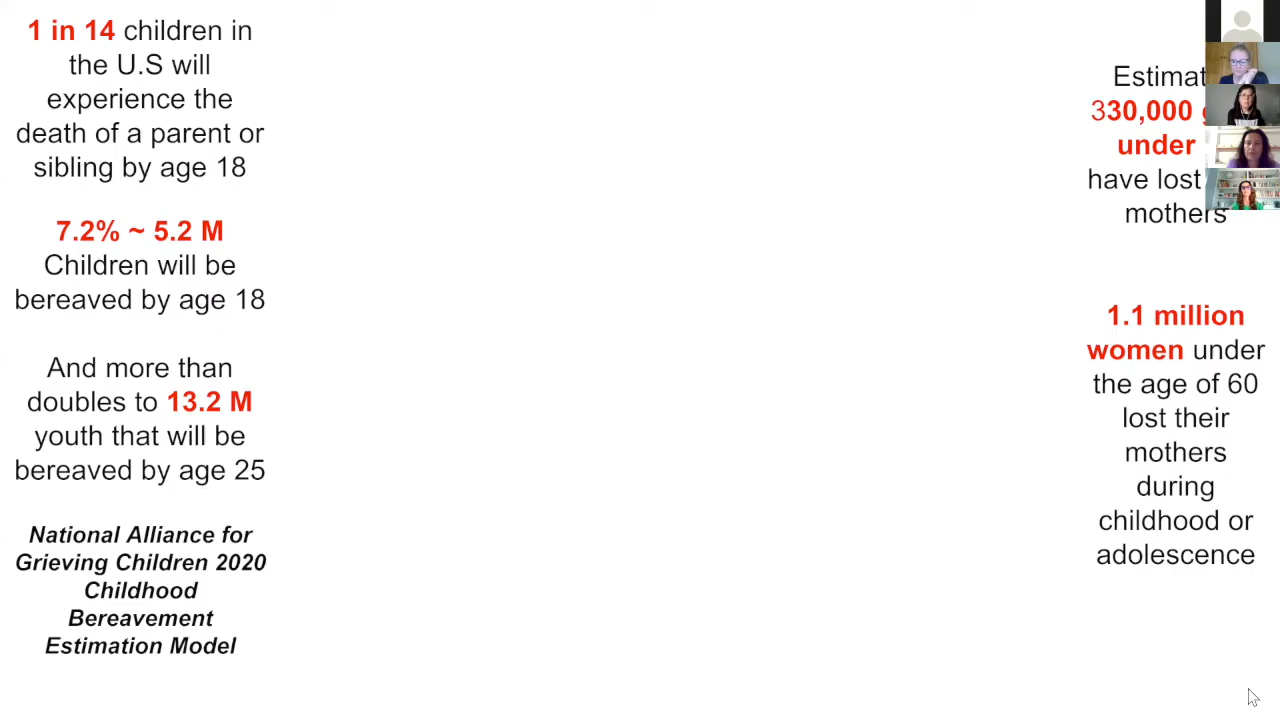 1 in 14 children in
the U.S will
experience the
death of a parent or
sibling by age 18
7.2% ~ 5.2 M
Children will be
bereaved by age 18
And more than
doubles to 13.2 M
youth that will be
bereaved by age 25
National Alliance for
Grieving Children 2020
Childhood
Bereavement
Estimation Model
330,000
under
have lost
mothers
1.1 million
women under
the age of 60
lost their
mothers
during
childhood or
adolescence